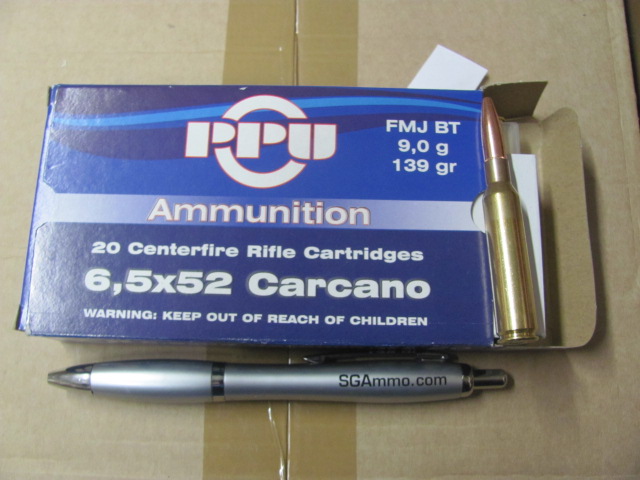 PPU
FMJ BT
9,0 g
139 gr
Ammunition
20 Centerfire Rifle Cartridges
6,5x52 Carcano
WARNING: KEEP OUT OF REACH OF CHILDREN
SGAmmo.com